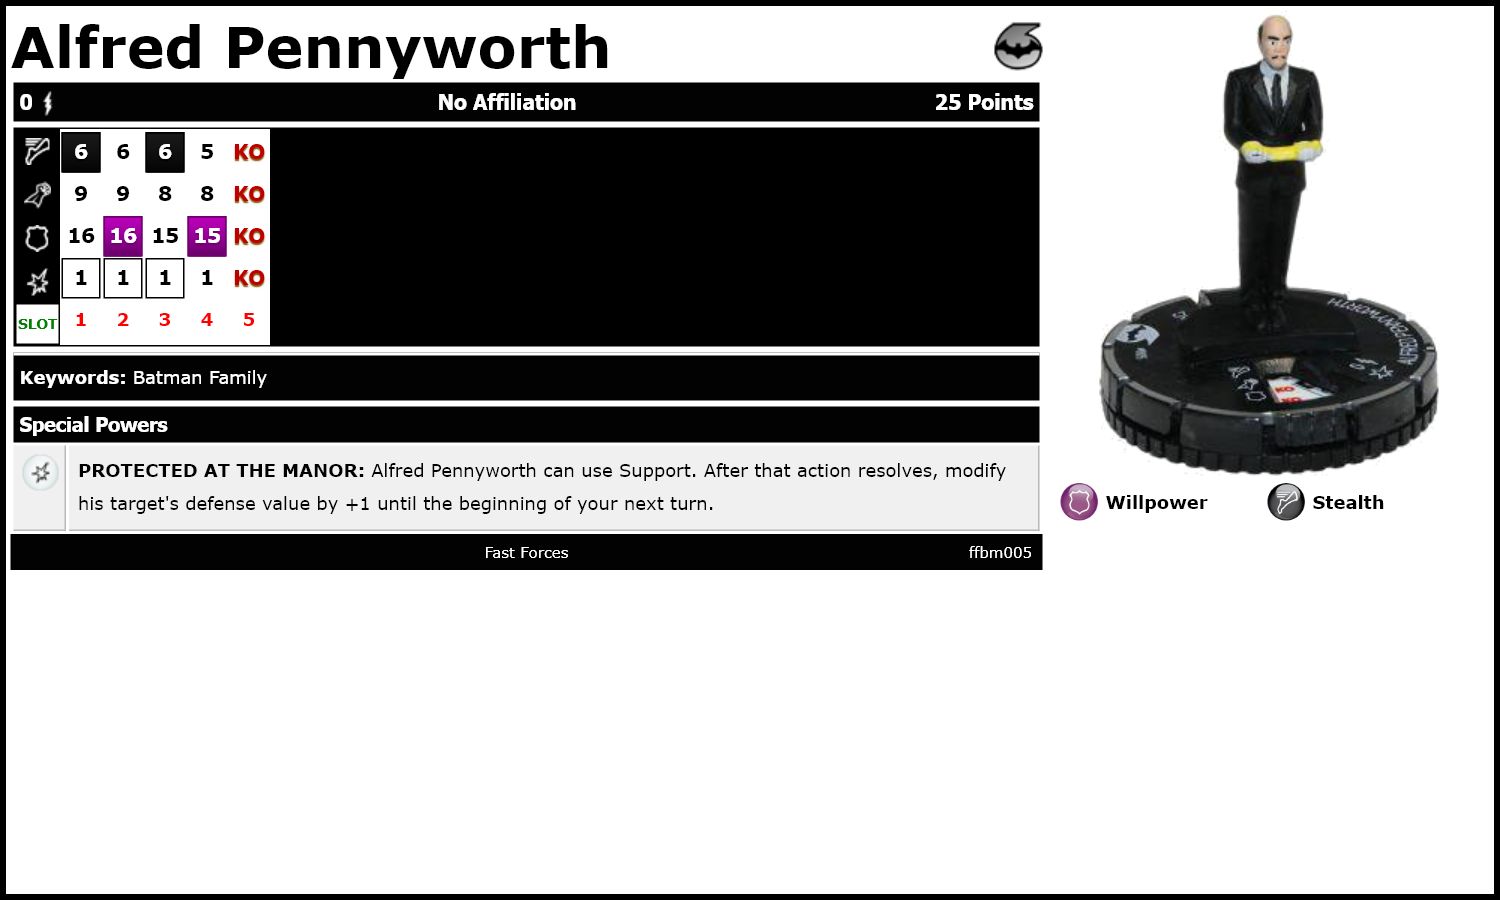 Alfred Pennyworth
0 No Affiliation 25 Points
6 6 6 5 KO
9 9 8 8 KO
16 16 15 15 KO
1 1 1 1 KO
SLOT 1 2 3 4 5
Keywords: Batman Family
Special Powers
PROTECTED AT THE MANOR: Alfred Pennyworth can use Support. After that action resolves, modify
his target's defense value by +1 until the beginning of your next turn.
Fast Forces ffbm005
ALFRED PENNYWORTH
KO
KO
Willpower Stealth